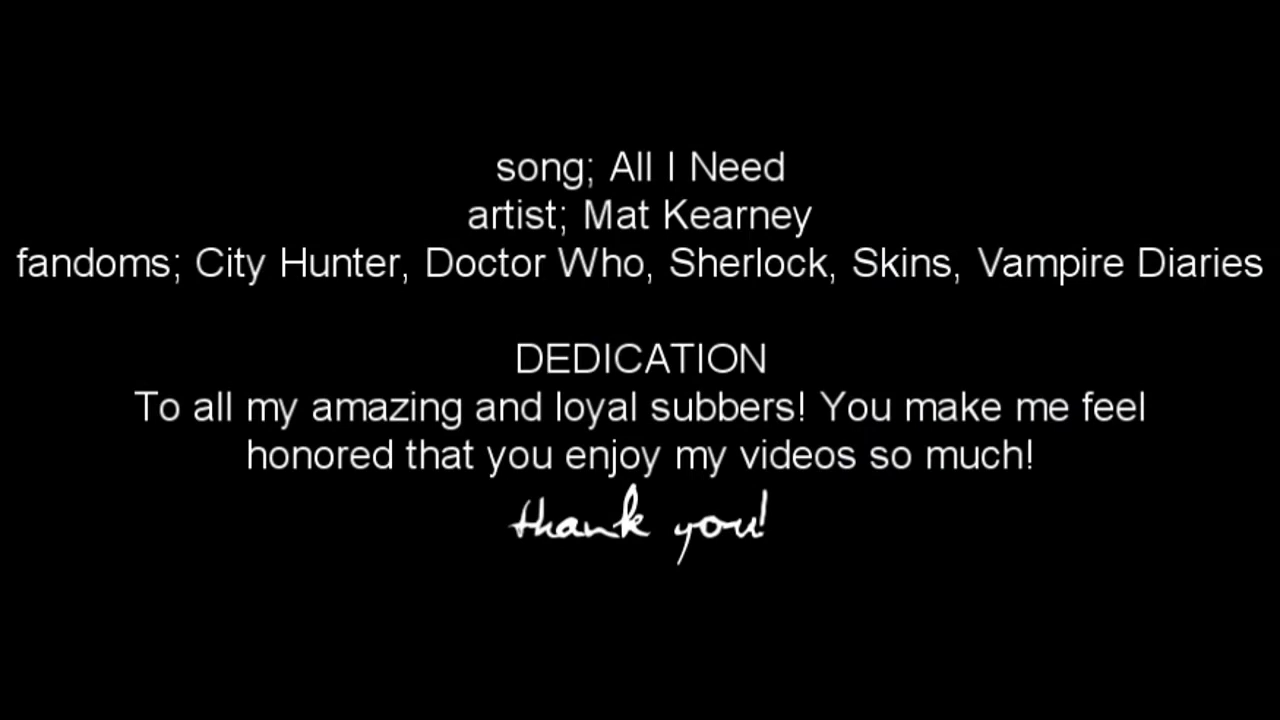 song; All I Need
artist; Mat Kearney
fandoms; City Hunter, Doctor Who, Sherlock, Skins, Vampire Diaries
DEDICATION
To all my amazing and loyal subbers! You make me feel
honored that you enjoy my videos so much!
thank you!